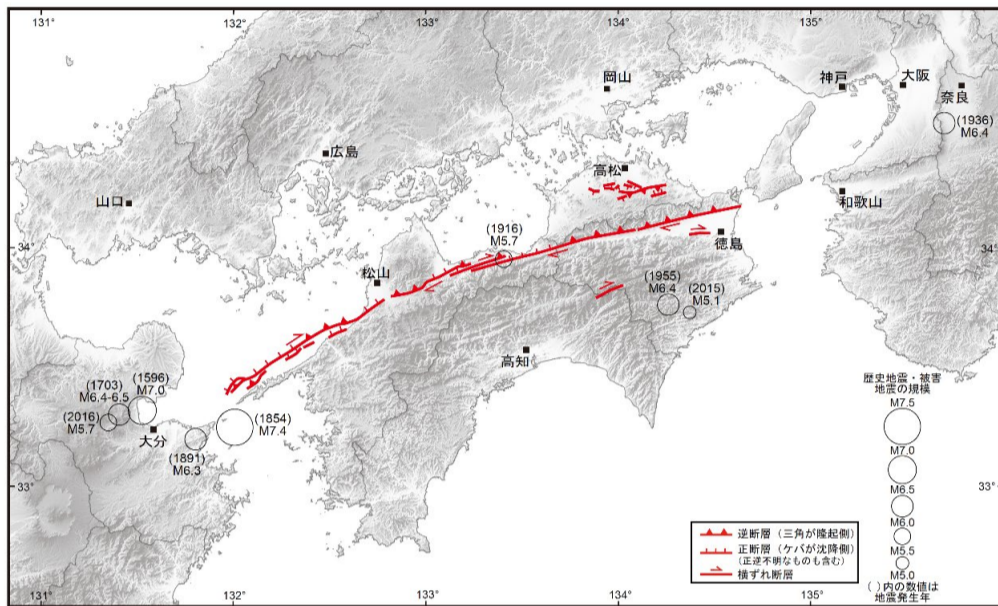 131°
132°
133°
134°
135°
岡山
神戸
大阪
奈良
(1936)
M6.4
広島
高松
山口
和歌山
34°
34°
(1916)
M5.7
徳島
松山
(1955)
M6.4
(2015)
M5.1
高知
(1596)
M7.0
(1703)
M6.4-6.5
(2016)
M5.7
(1854)
M7.4
大分
(1891)
M6.3
33°
33°
歴史地震・被害
地震の規模
M7.5
M7.0
M6.5
M6.0
M5.5
M5.0
( )内の数値は
地震発生年
逆断層(三角が隆起側)
正断層(ケバが沈降側)
(正逆不明なものも含む)
横ずれ断層
131°
132°
133°
134°
135°